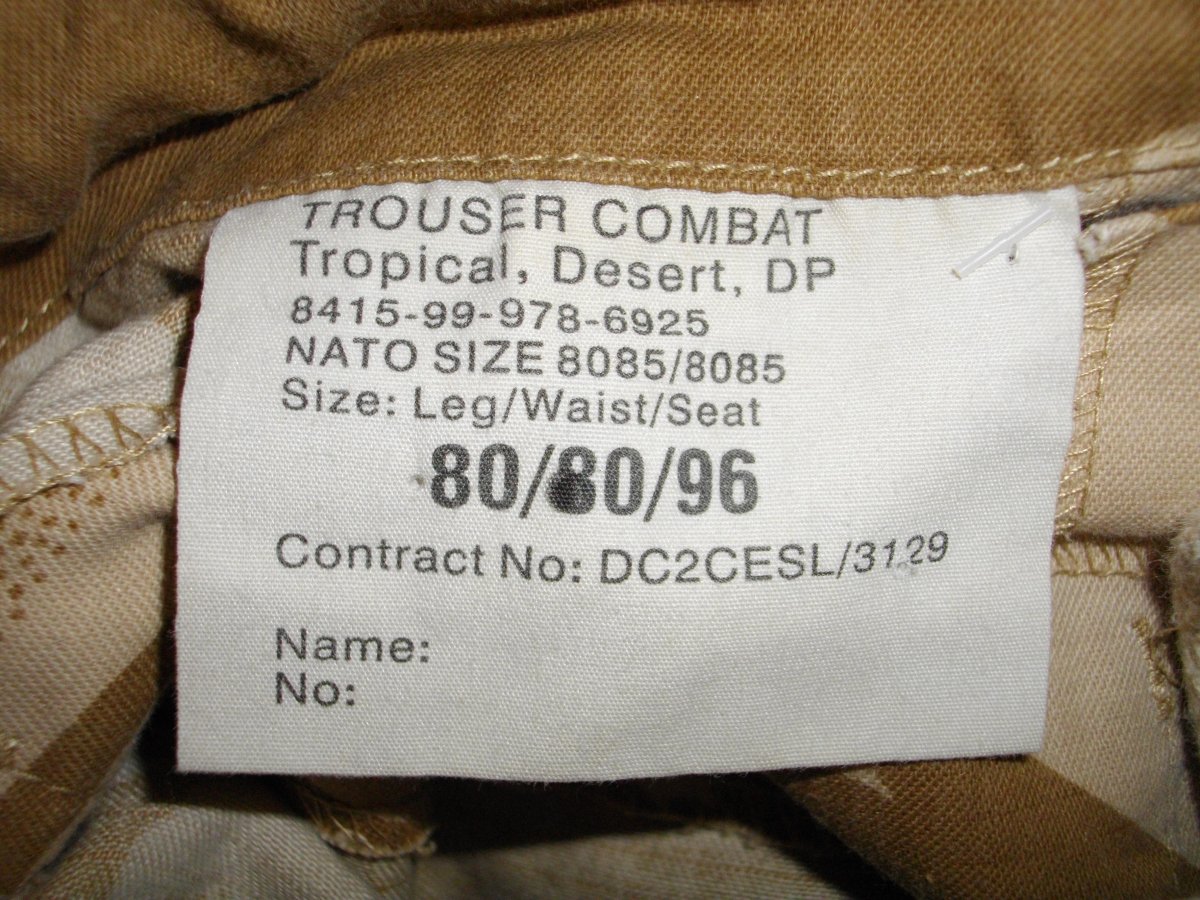 TROUSER COMBAT
Tropical, Desert, DP
8415-99-978-6925
NATO SIZE 8085/8085
Size: Leg/Waist/Seat
80/80/96
Contract No: DC2CESL/3129
Name:
No: